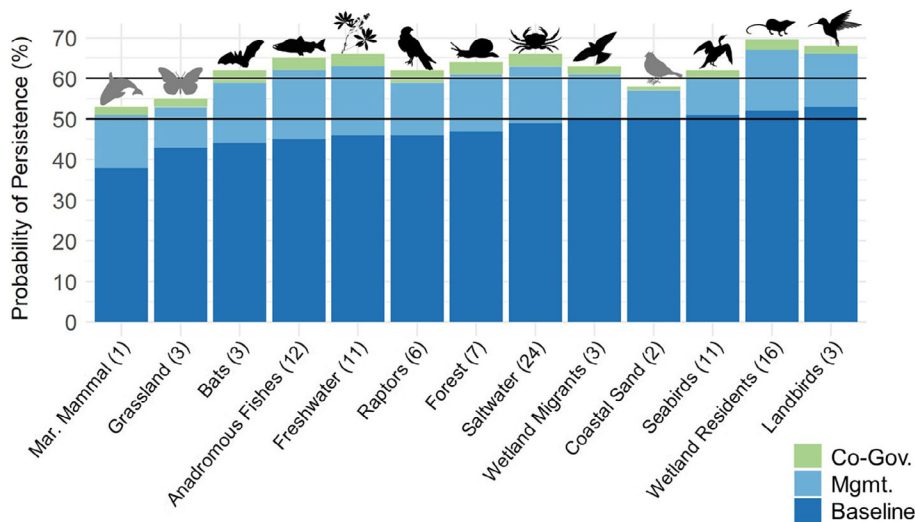 Probability of Persistence (%)
70
60
50
40
30
20
10
0
Mar. Mammal (1)
Grassland (3)
Bats (3)
Anadromous Fishes (12)
Freshwater (11)
Raptors (6)
Forest (7)
Saltwater (24)
Wetland Migrants (3)
Coastal Sand (2)
Seabirds (11)
Wetland Residents (16)
Landbirds (3)
Co-Gov.
Mgmt.
Baseline